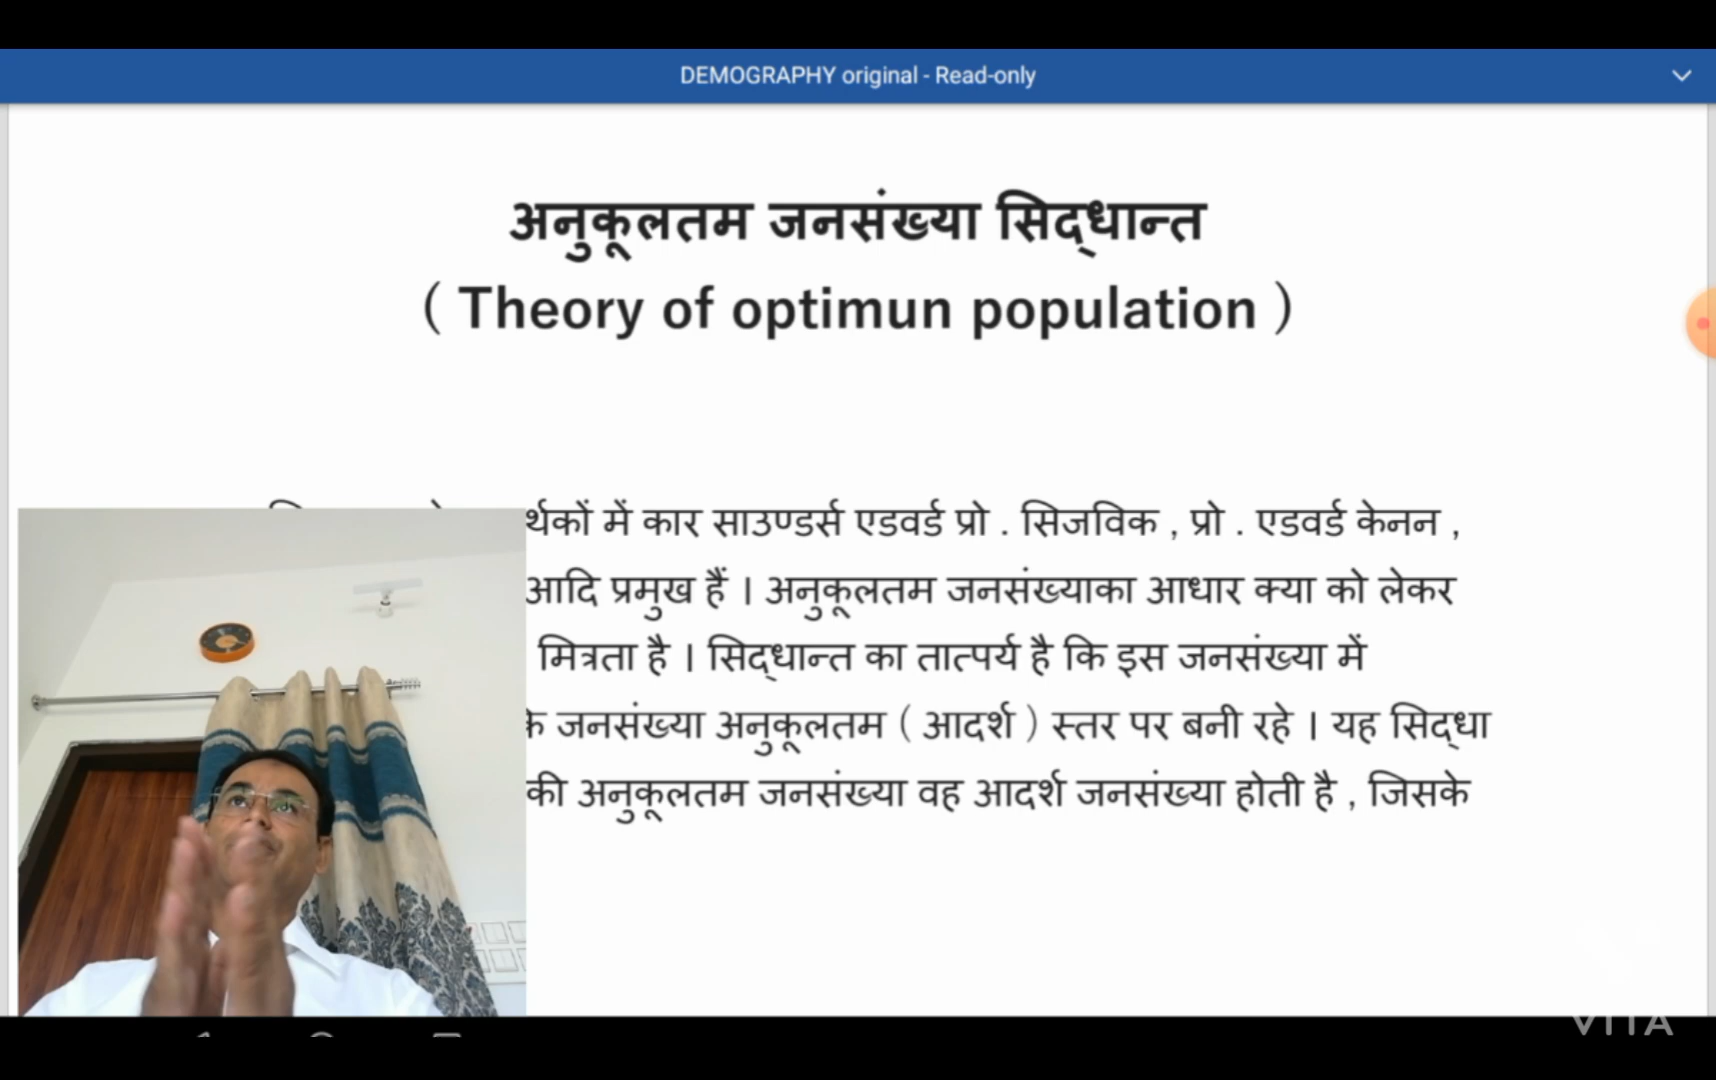 DEMOGRAPHY original - Read-only
अनुकूलतम जनसंख्या सिद्धान्त
( Theory of optimun population )
र्थकों में कार साउण्डर्स एडवर्ड प्रो . सिजविक , प्रो . एडवर्ड केनन ,
आदि प्रमुख हैं । अनुकूलतम जनसंख्याका आधार क्या को लेकर
मित्रता है । सिद्धान्त का तात्पर्य है कि इस जनसंख्या में
के जनसंख्या अनुकूलतम ( आदर्श ) स्तर पर बनी रहे । यह सिद्धा
की अनुकूलतम जनसंख्या वह आदर्श जनसंख्या होती है , जिसके
VITA